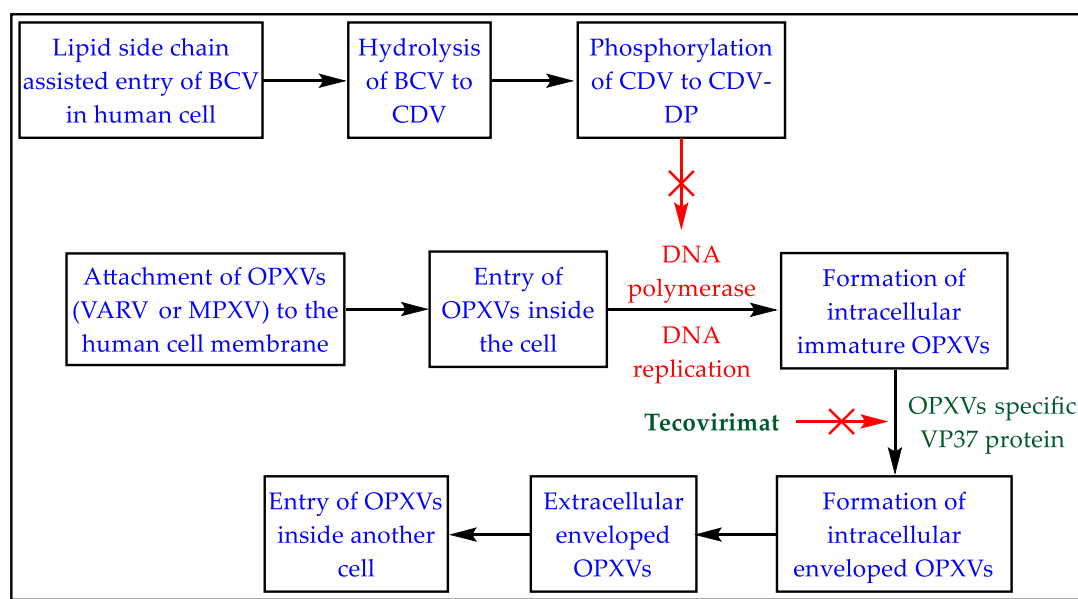 Lipid side chain
assisted entry of BCV
in human cell
Hydrolysis
of BCV to
CDV
Phosphorylation
of CDV to CDV-
DP
Attachment of OPXVs
(VARV or MPXV) to the
human cell membrane
Entry of
OPXVs inside
the cell
DNA
polymerase
DNA
replication
Formation of
intracellular
immature OPXVs
Tecovirimat
OPXVs specific
VP37 protein
Entry of OPXVs
inside another
cell
Extracellular
enveloped
OPXVs
Formation of
intracellular
enveloped OPXVs